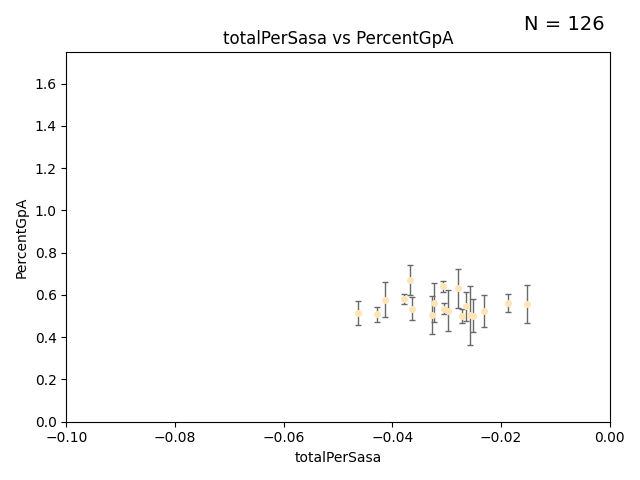 N = 126
totalPerSasa vs PercentGpA
PercentGpA
1.6
1.4
1.2
1.0
0.8
0.6
0.4
0.2
0.0
−0.10 −0.08 −0.06 −0.04 −0.02 0.00
totalPerSasa